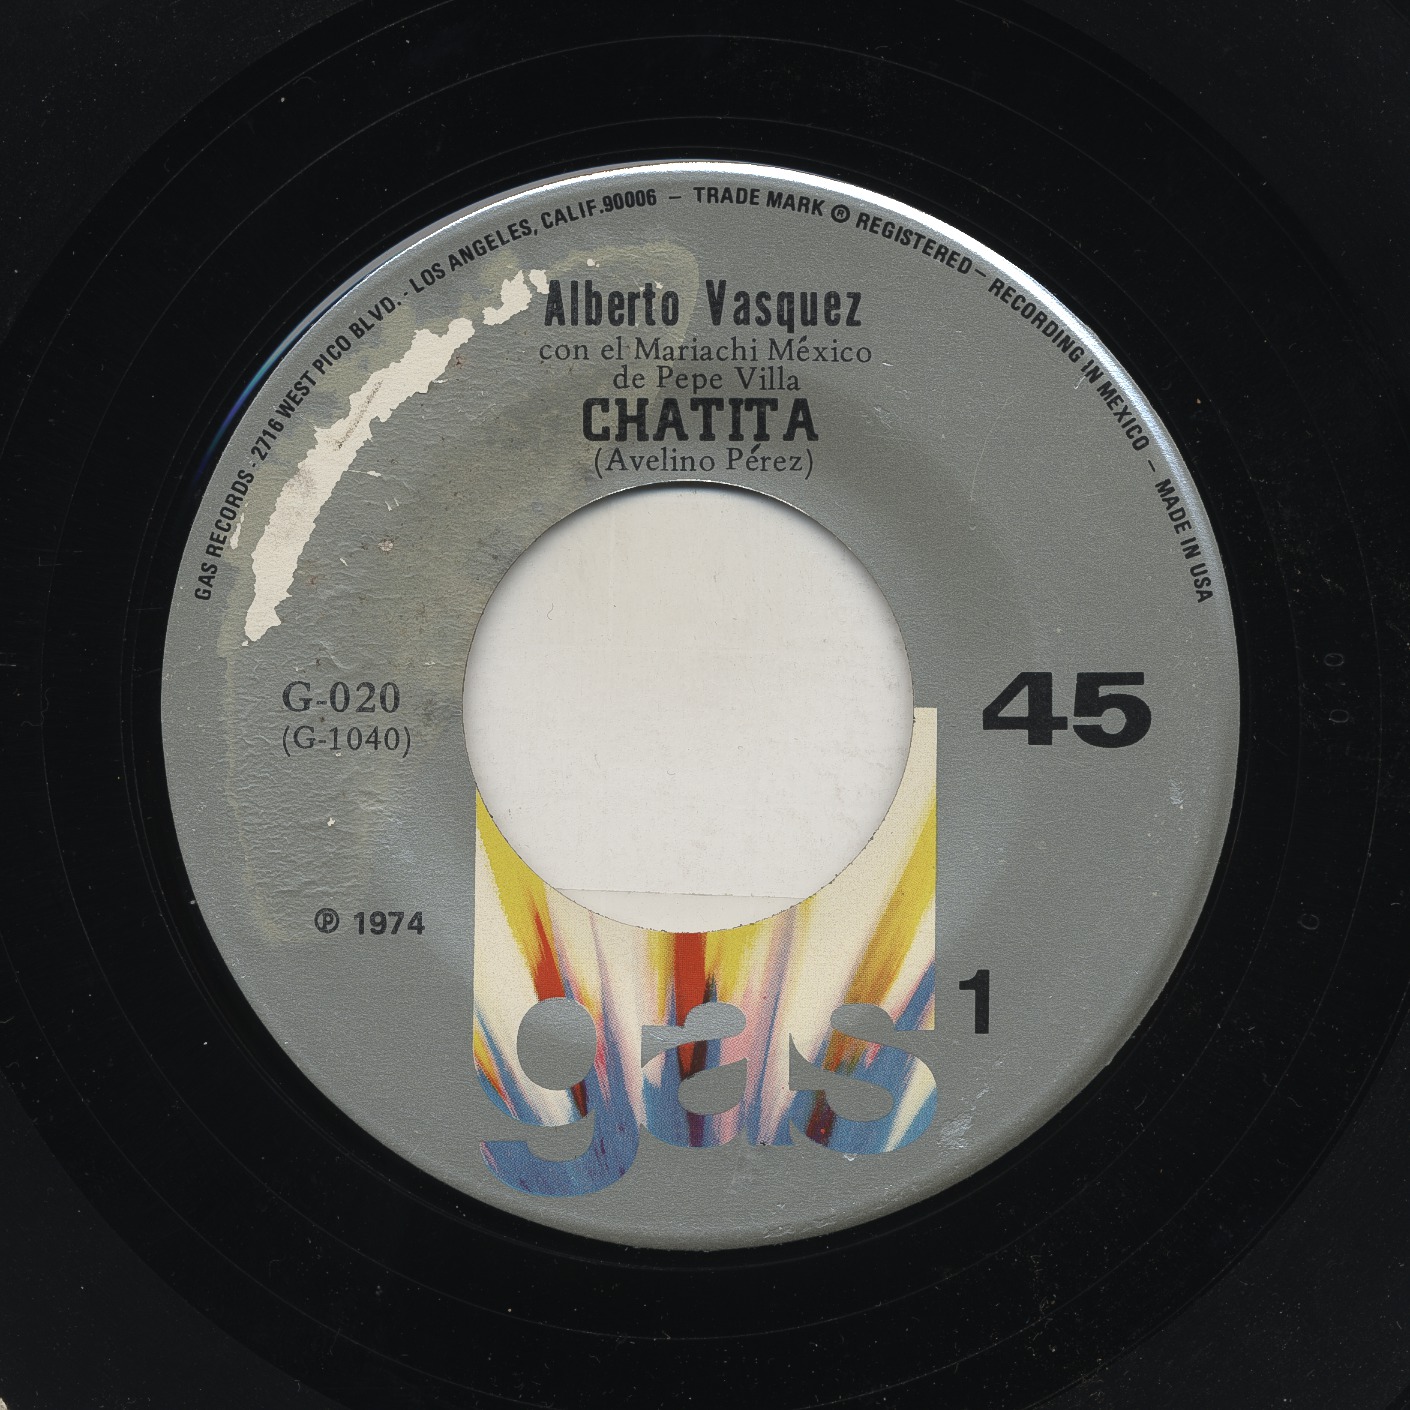 GAS RECORDS - 2716 WEST PICO BLVD. - LOS ANGELES, CALIF.90006 – TRADE MARK ® REGISTERED – RECORDING IN MEXICO – MADE IN USA
Alberto Vasquez
con el Mariachi México
de Pepe Villa
CHATITA
(Avelino Pérez)
G-020
(G-1040)
45
℗ 1974
1
gas